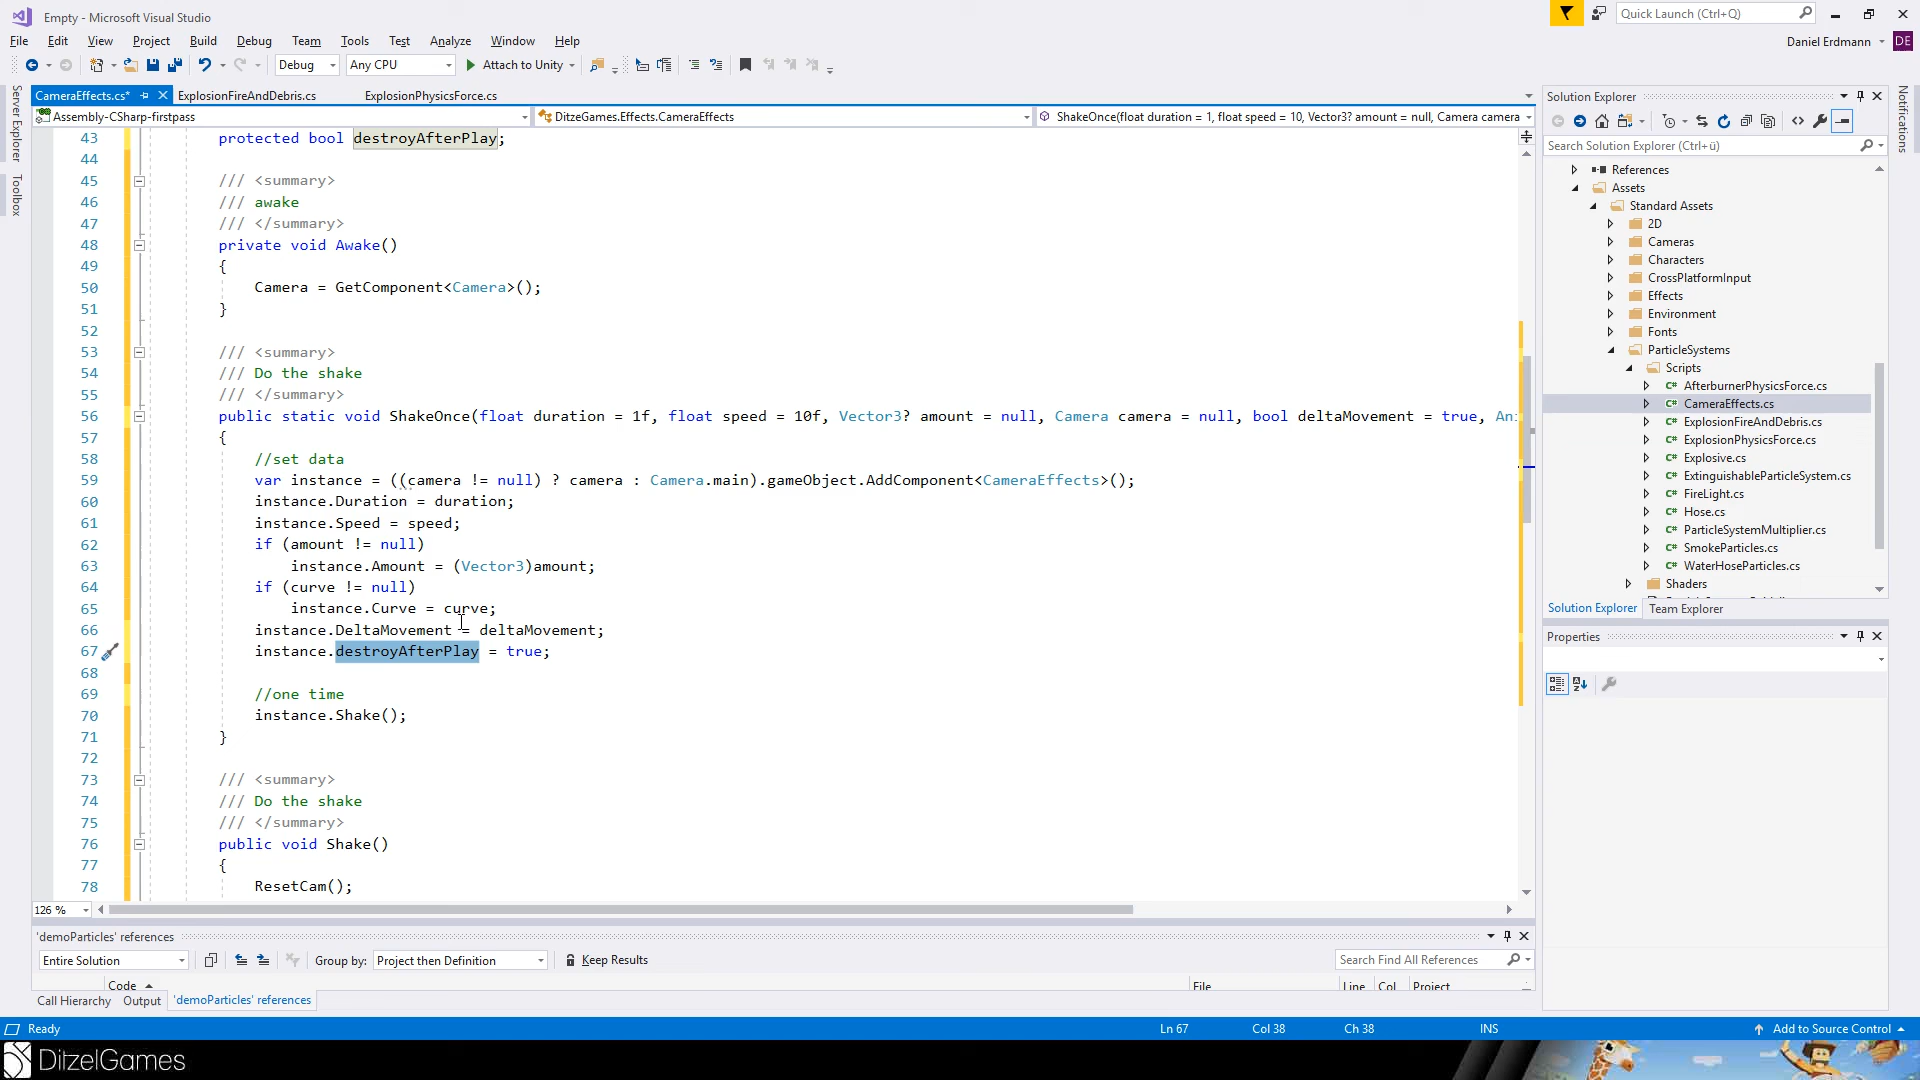 Empty - Microsoft Visual Studio
Quick Launch (Ctrl+Q)
File Edit View Project Build Debug Team Tools Test Analyze Window Help
Daniel Erdmann DE
Debug Any CPU Attach to Unity
Server Explorer
Toolbox
Notifications
CameraEffects.cs* ExplosionFireAndDebris.cs ExplosionPhysicsForce.cs
Assembly-CSharp-firstpass DitzeGames.Effects.CameraEffects ShakeOnce(float duration = 1, float speed = 10, Vector3? amount = null, Camera camera
43 protected bool destroyAfterPlay;
44
45 /// <summary>
46 /// awake
47 /// </summary>
48 private void Awake()
49 {
50 Camera = GetComponent<Camera>();
51 }
52
53 /// <summary>
54 /// Do the shake
55 /// </summary>
56 public static void ShakeOnce(float duration = 1f, float speed = 10f, Vector3? amount = null, Camera camera = null, bool deltaMovement = true, An
57 {
58 //set data
59 var instance = ((camera != null) ? camera : Camera.main).gameObject.AddComponent<CameraEffects>();
60 instance.Duration = duration;
61 instance.Speed = speed;
62 if (amount != null)
63 instance.Amount = (Vector3)amount;
64 if (curve != null)
65 instance.Curve = curve;
66 instance.DeltaMovement = deltaMovement;
67 instance.destroyAfterPlay = true;
68
69 //one time
70 instance.Shake();
71 }
72
73 /// <summary>
74 /// Do the shake
75 /// </summary>
76 public void Shake()
77 {
78 ResetCam();
126 %
Solution Explorer
Search Solution Explorer (Ctrl+ü)
References
Assets
Standard Assets
2D
Cameras
Characters
CrossPlatformInput
Effects
Environment
Fonts
ParticleSystems
Scripts
C# AfterburnerPhysicsForce.cs
C# CameraEffects.cs
C# ExplosionFireAndDebris.cs
C# ExplosionPhysicsForce.cs
C# Explosive.cs
C# ExtinguishableParticleSystem.cs
C# FireLight.cs
C# Hose.cs
C# ParticleSystemMultiplier.cs
C# SmokeParticles.cs
C# WaterHoseParticles.cs
Shaders
Solution Explorer Team Explorer
Properties
'demoParticles' references
Entire Solution Group by: Project then Definition Keep Results Search Find All References
Code File Line Col Project
Call Hierarchy Output 'demoParticles' references
Ready Ln 67 Col 38 Ch 38 INS Add to Source Control
DitzelGames